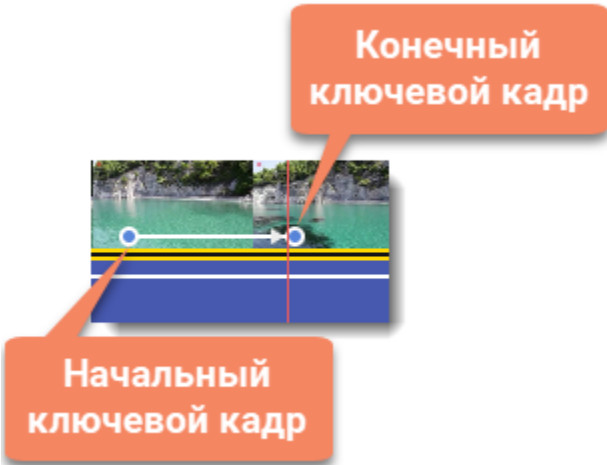 Конечный
ключевой кадр
Начальный
ключевой кадр